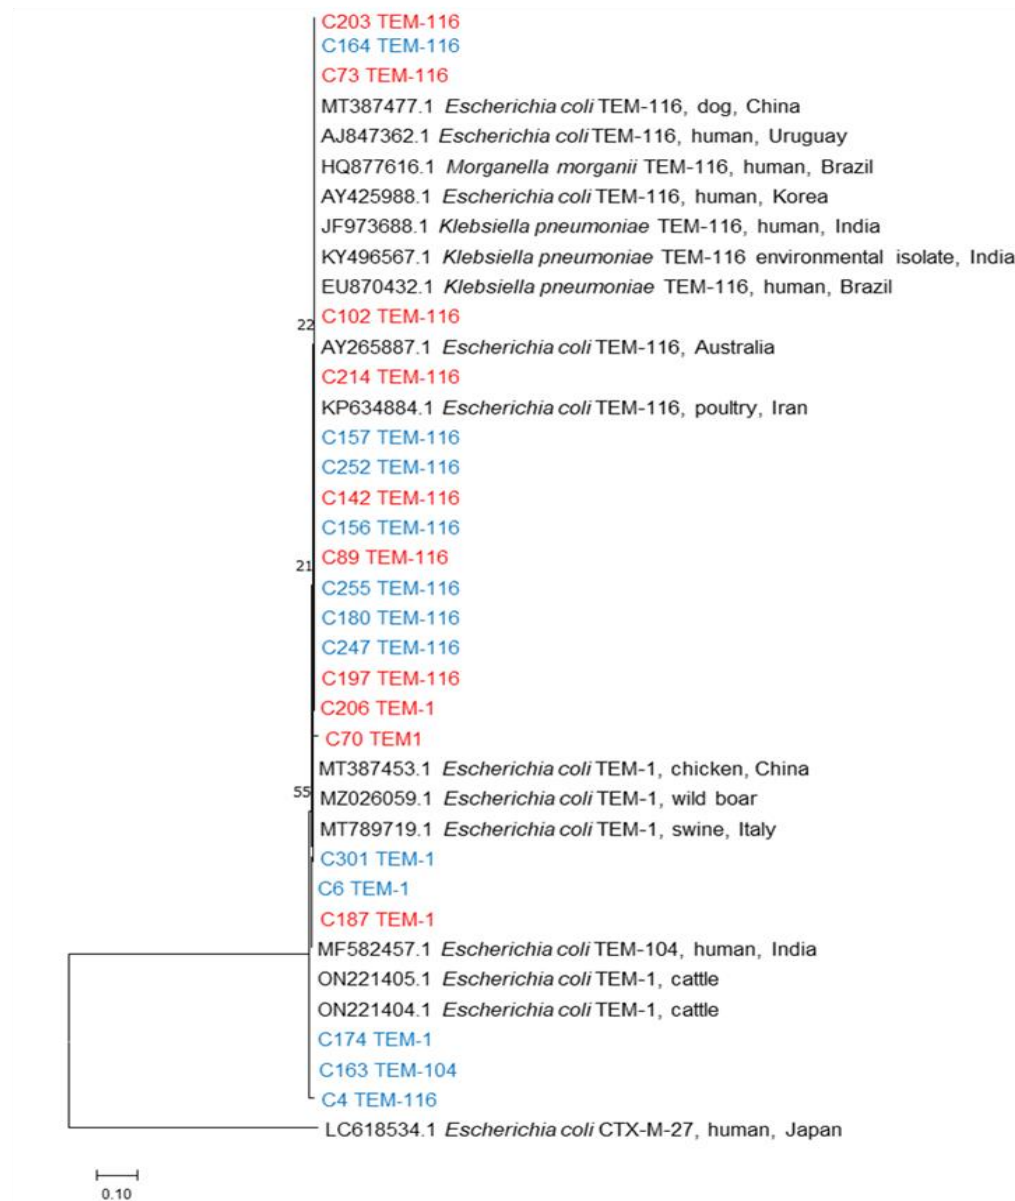 C203 TEM-116
C164 TEM-116
C73 TEM-116
MT387477.1 Escherichia coli TEM-116, dog, China
AJ847362.1 Escherichia coli TEM-116, human, Uruguay
HQ877616.1 Morganella morganii TEM-116, human, Brazil
AY425988.1 Escherichia coli TEM-116, human, Korea
JF973688.1 Klebsiella pneumoniae TEM-116, human, India
KY496567.1 Klebsiella pneumoniae TEM-116 environmental isolate, India
EU870432.1 Klebsiella pneumoniae TEM-116, human, Brazil
C102 TEM-116
22
AY265887.1 Escherichia coli TEM-116, Australia
C214 TEM-116
KP634884.1 Escherichia coli TEM-116, poultry, Iran
C157 TEM-116
C252 TEM-116
C142 TEM-116
C156 TEM-116
C89 TEM-116
21
C255 TEM-116
C180 TEM-116
C247 TEM-116
C197 TEM-116
C206 TEM-1
C70 TEM1
MT387453.1 Escherichia coli TEM-1, chicken, China
55
MZ026059.1 Escherichia coli TEM-1, wild boar
MT789719.1 Escherichia coli TEM-1, swine, Italy
C301 TEM-1
C6 TEM-1
C187 TEM-1
MF582457.1 Escherichia coli TEM-104, human, India
ON221405.1 Escherichia coli TEM-1, cattle
ON221404.1 Escherichia coli TEM-1, cattle
C174 TEM-1
C163 TEM-104
C4 TEM-116
LC618534.1 Escherichia coli CTX-M-27, human, Japan
0.10